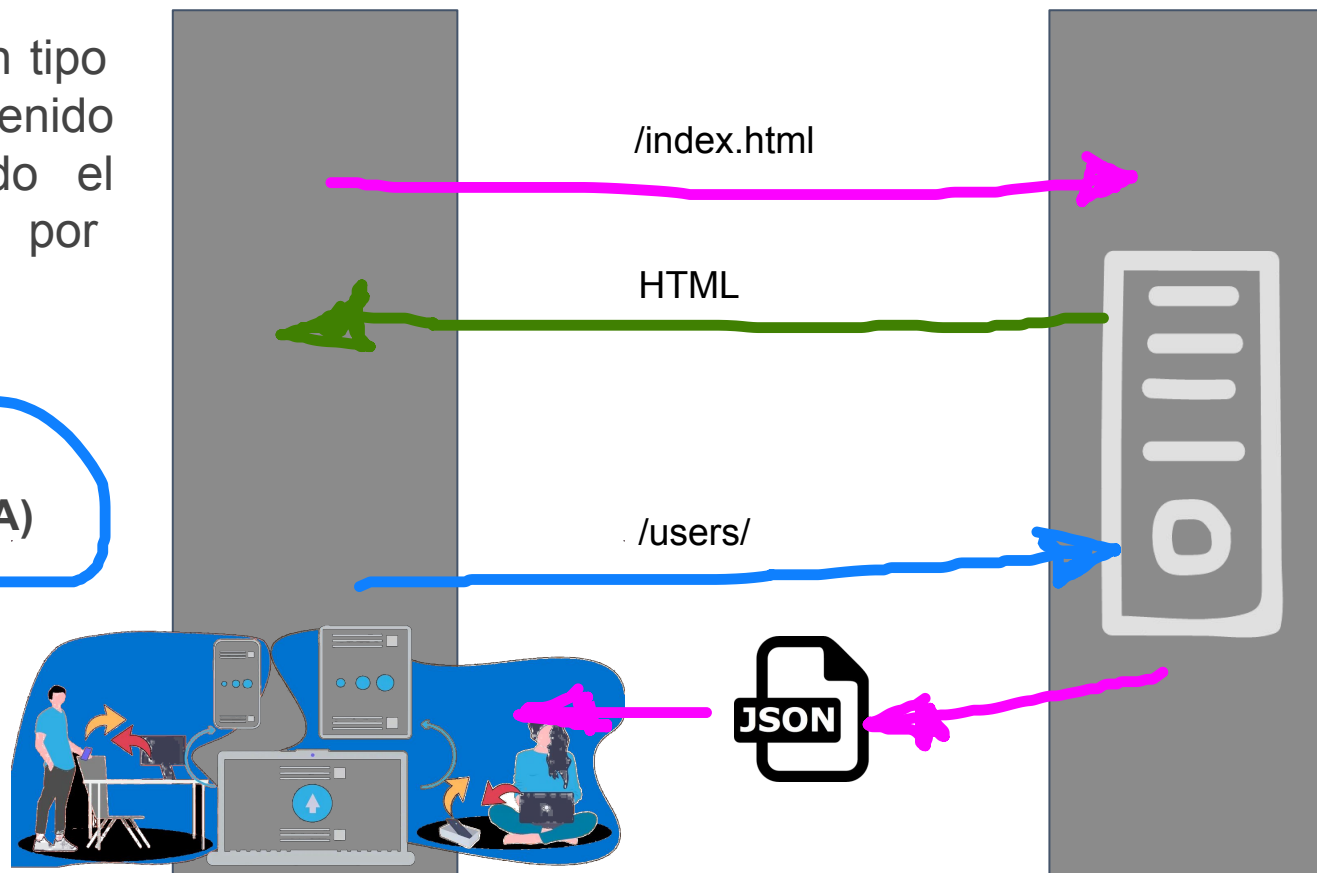 n tipo
enido
do el
por
A)
/index.html
HTML
/users/
JSON